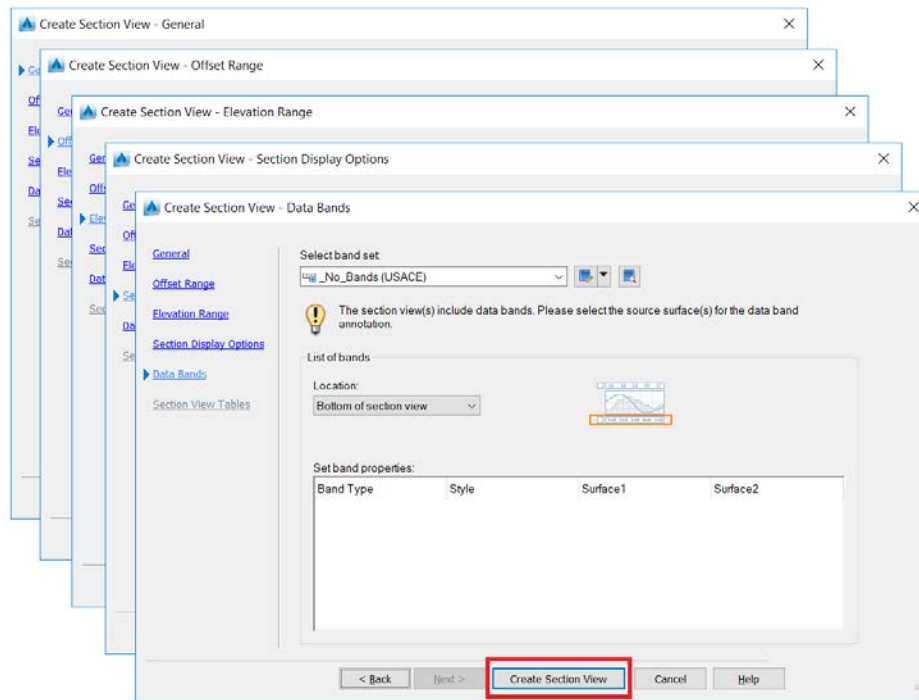 Create Section View - General
Create Section View - Offset Range
Create Section View - Elevation Range
Create Section View - Section Display Options
Create Section View - Data Bands
General
Offset Range
Elevation Range
Section Display Options
Data Bands
Section View Tables
Select band set:
_No_Bands (USACE)
The section view(s) include data bands. Please select the source surface(s) for the data band
annotation.
List of bands
Location:
Bottom of section view
Set band properties:
Band Type Style Surface1 Surface2
< Back Next > Create Section View Cancel Help